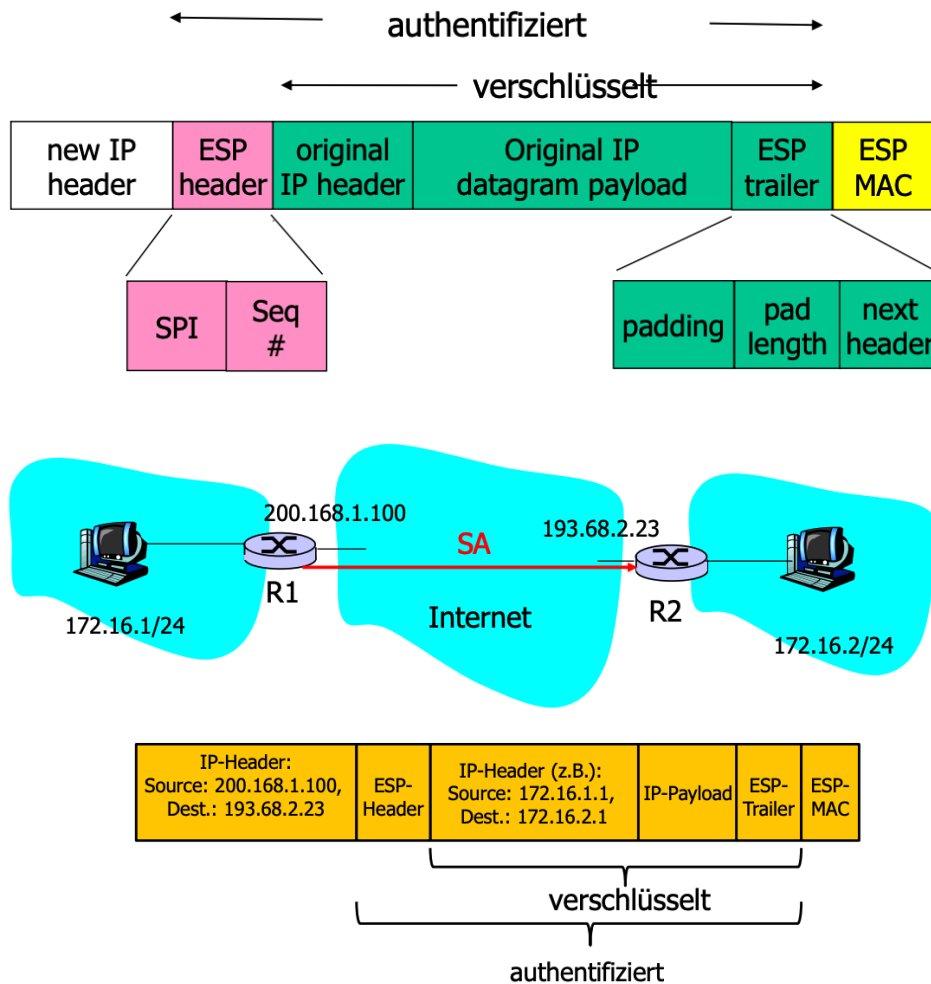 authentifiziert
verschlüsselt
new IP
header
ESP
header
original
IP header
Original IP
datagram payload
ESP
trailer
ESP
MAC
SPI
Seq
#
padding
pad
length
next
header
200.168.1.100
193.68.2.23
SA
R1
R2
Internet
172.16.1/24
172.16.2/24
IP-Header:
Source: 200.168.1.100,
Dest.: 193.68.2.23
ESP-
Header
IP-Header (z.B.):
Source: 172.16.1.1,
Dest.: 172.16.2.1
IP-Payload
ESP-
Trailer
ESP-
MAC
verschlüsselt
authentifiziert